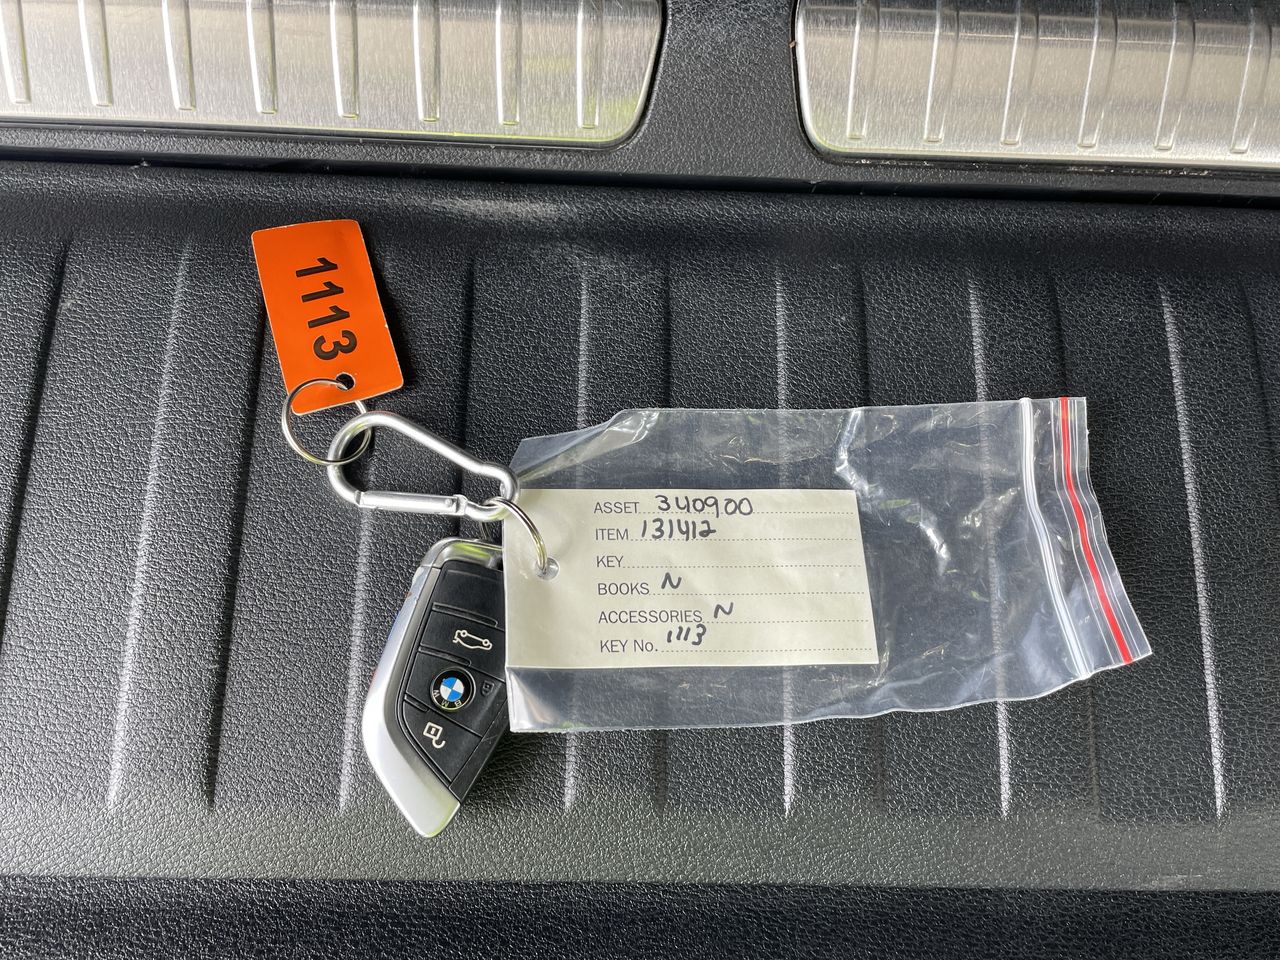 1113
ASSET 340900
ITEM 131412
KEY
BOOKS N
ACCESSORIES N
KEY No. 1113
BMW